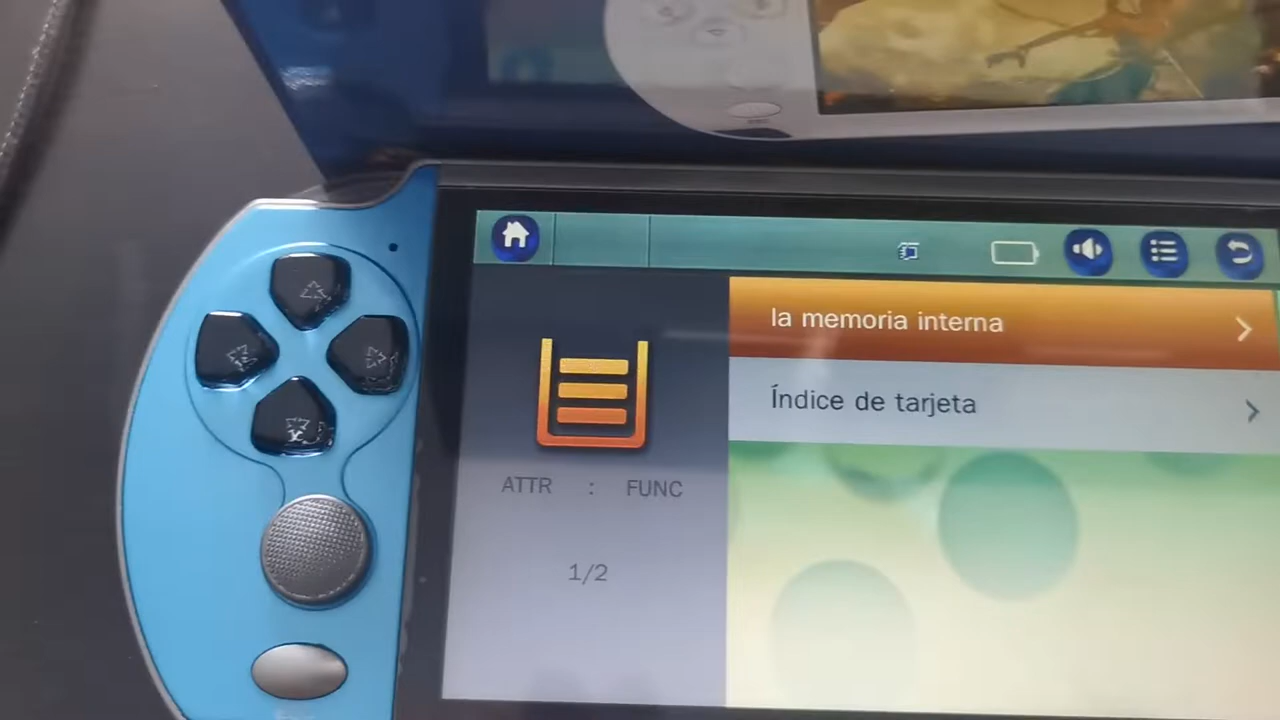 la memoria interna
Índice de tarjeta
ATTR : FUNC
1/2